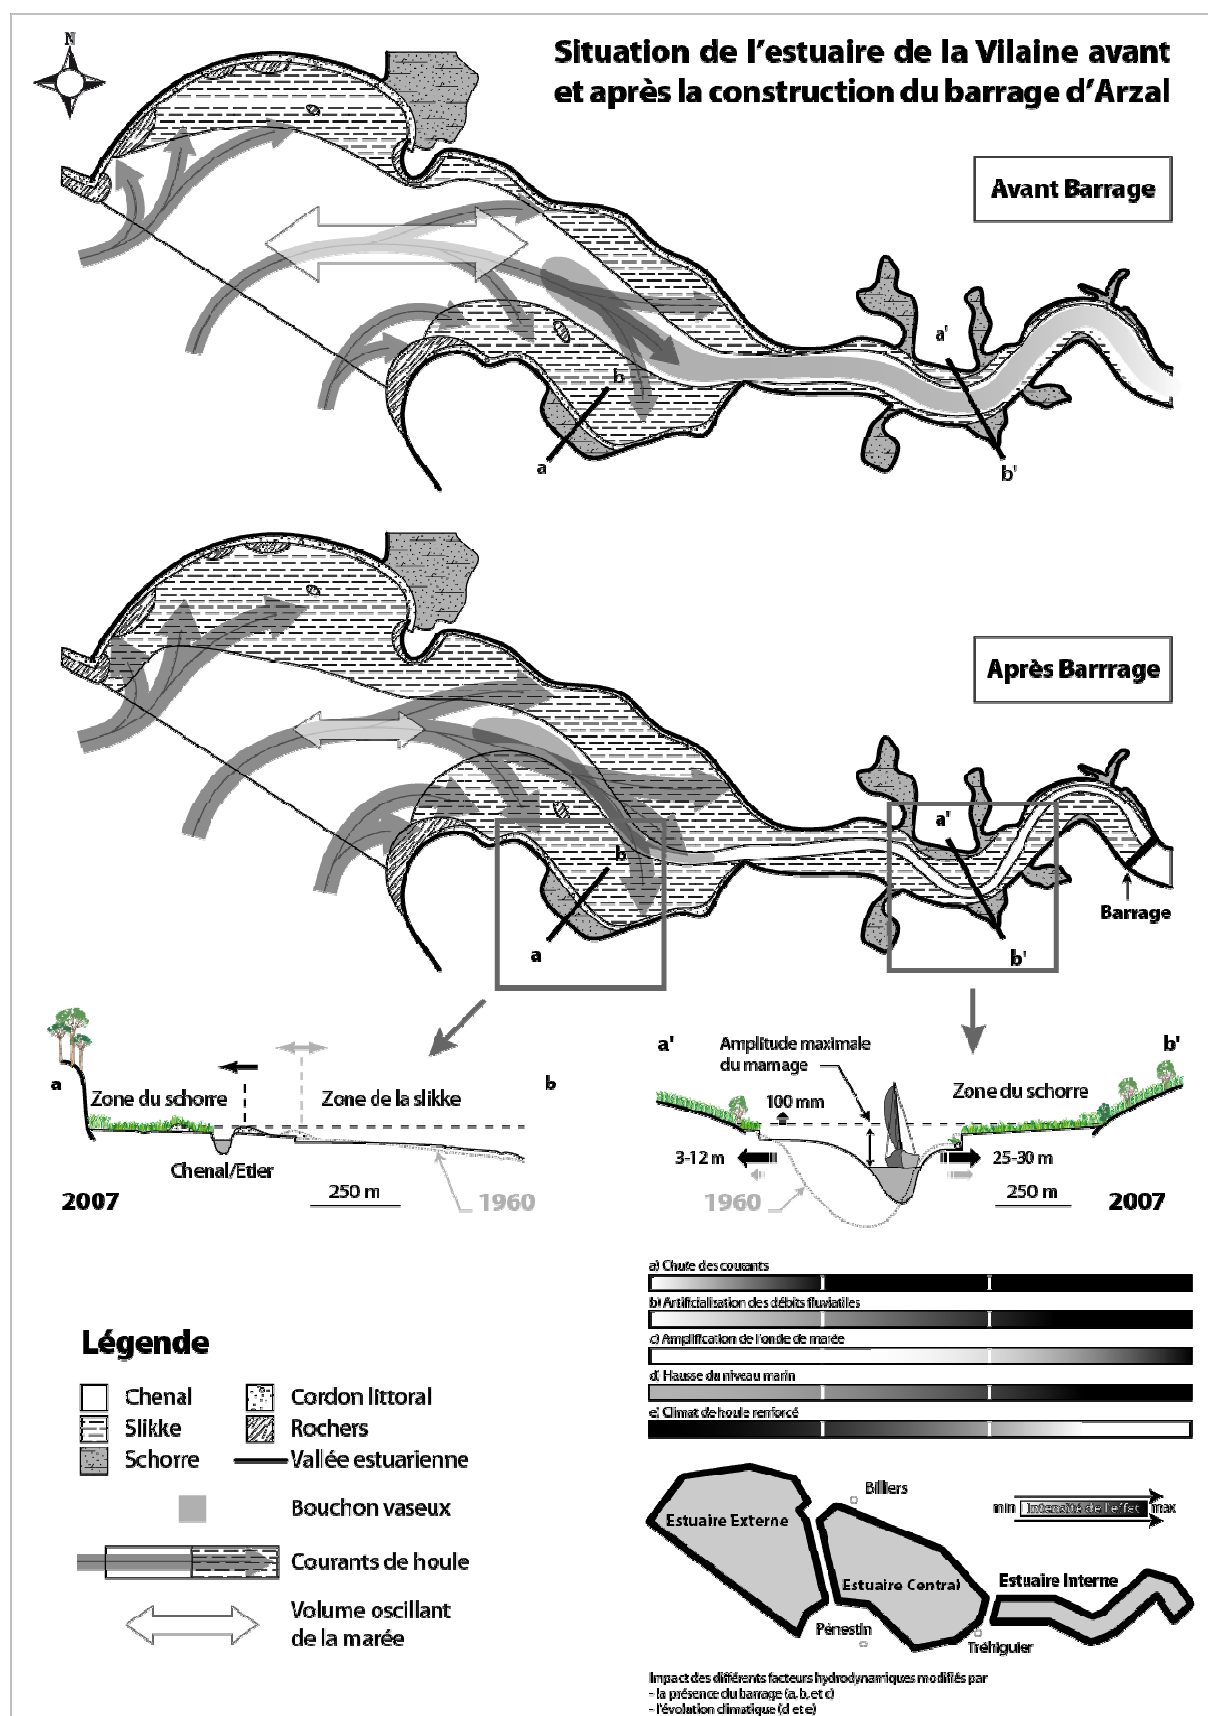 N
Situation de l'estuaire de la Vilaine avant
et après la construction du barrage d'Arzal
Avant Barrage
a'
b
a
b'
Après Barrrage
a'
b
Barrage
a
b'
a
Zone du schorre
Zone de la slikke
b
Chenal/Etier
2007
250 m
1960
a'
Amplitude maximale
du marnage
b'
Zone du schorre
100 mm
3-12 m
25-30 m
1960
250 m
2007
a) Chute des courants
b) Artificialisation des débits fluviatiles
c) Amplification de l'onde de marée
d) Hausse du niveau marin
e) Climat de houle renforcé
Légende
Chenal
Cordon littoral
Slikke
Rochers
Schorre
Vallée estuarienne
Bouchon vaseux
Courants de houle
Volume oscillant
de la marée
Billiers
min Intensité de l'effet max
Estuaire Externe
Estuaire Central
Estuaire Interne
Pénestin
Tréhiguier
Impact des différents facteurs hydrodynamiques modifiés par
- la présence du barrage (a, b, et c)
- l'évolution climatique (d et e)